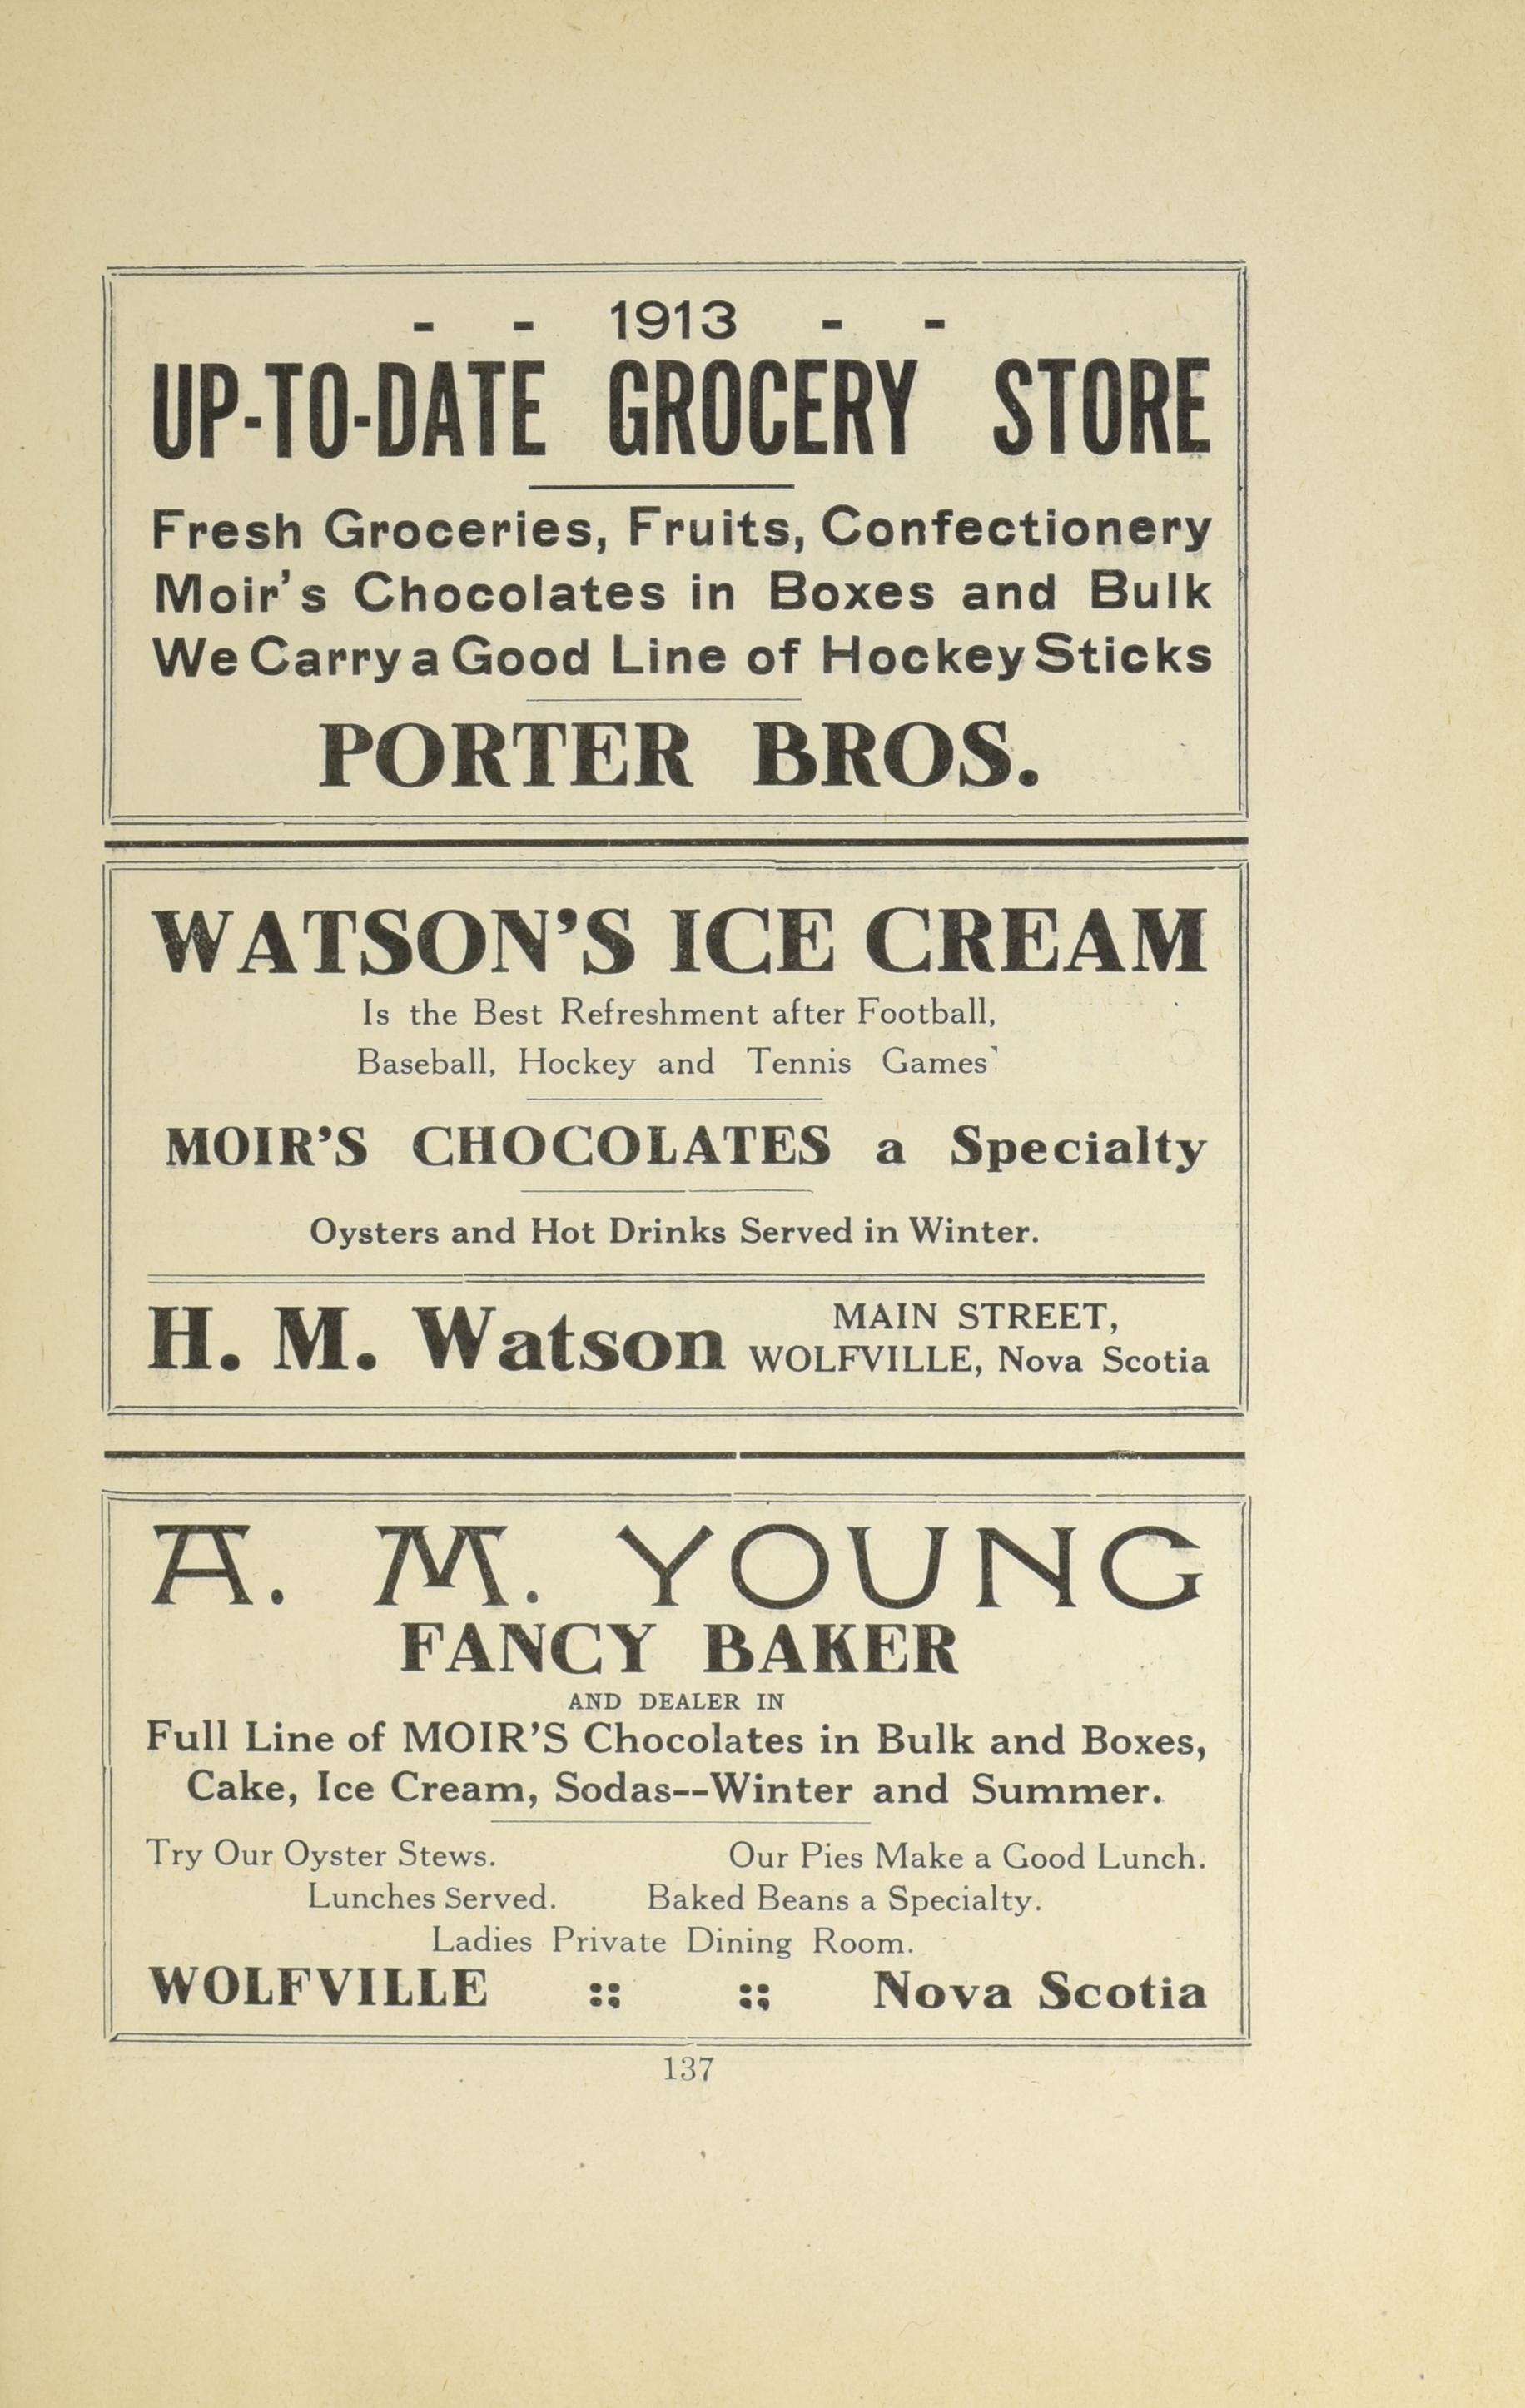 - - 1913 - -
UP-TO-DATE GROCERY STORE
Fresh Groceries, Fruits, Confectionery
Moir's Chocolates in Boxes and Bulk
We Carry a Good Line of Hockey Sticks
PORTER BROS.
WATSON'S ICE CREAM
Is the Best Refreshment after Football,
Baseball, Hockey and Tennis Games
MOIR'S CHOCOLATES a Specialty
Oysters and Hot Drinks Served in Winter.
H. M. Watson MAIN STREET,
WOLFVILLE, Nova Scotia
A. M. YOUNG
FANCY BAKER
AND DEALER IN
Full Line of MOIR'S Chocolates in Bulk and Boxes,
Cake, Ice Cream, Sodas--Winter and Summer.
Try Our Oyster Stews. Our Pies Make a Good Lunch.
Lunches Served. Baked Beans a Specialty.
Ladies Private Dining Room.
WOLFVILLE :: :: Nova Scotia
137